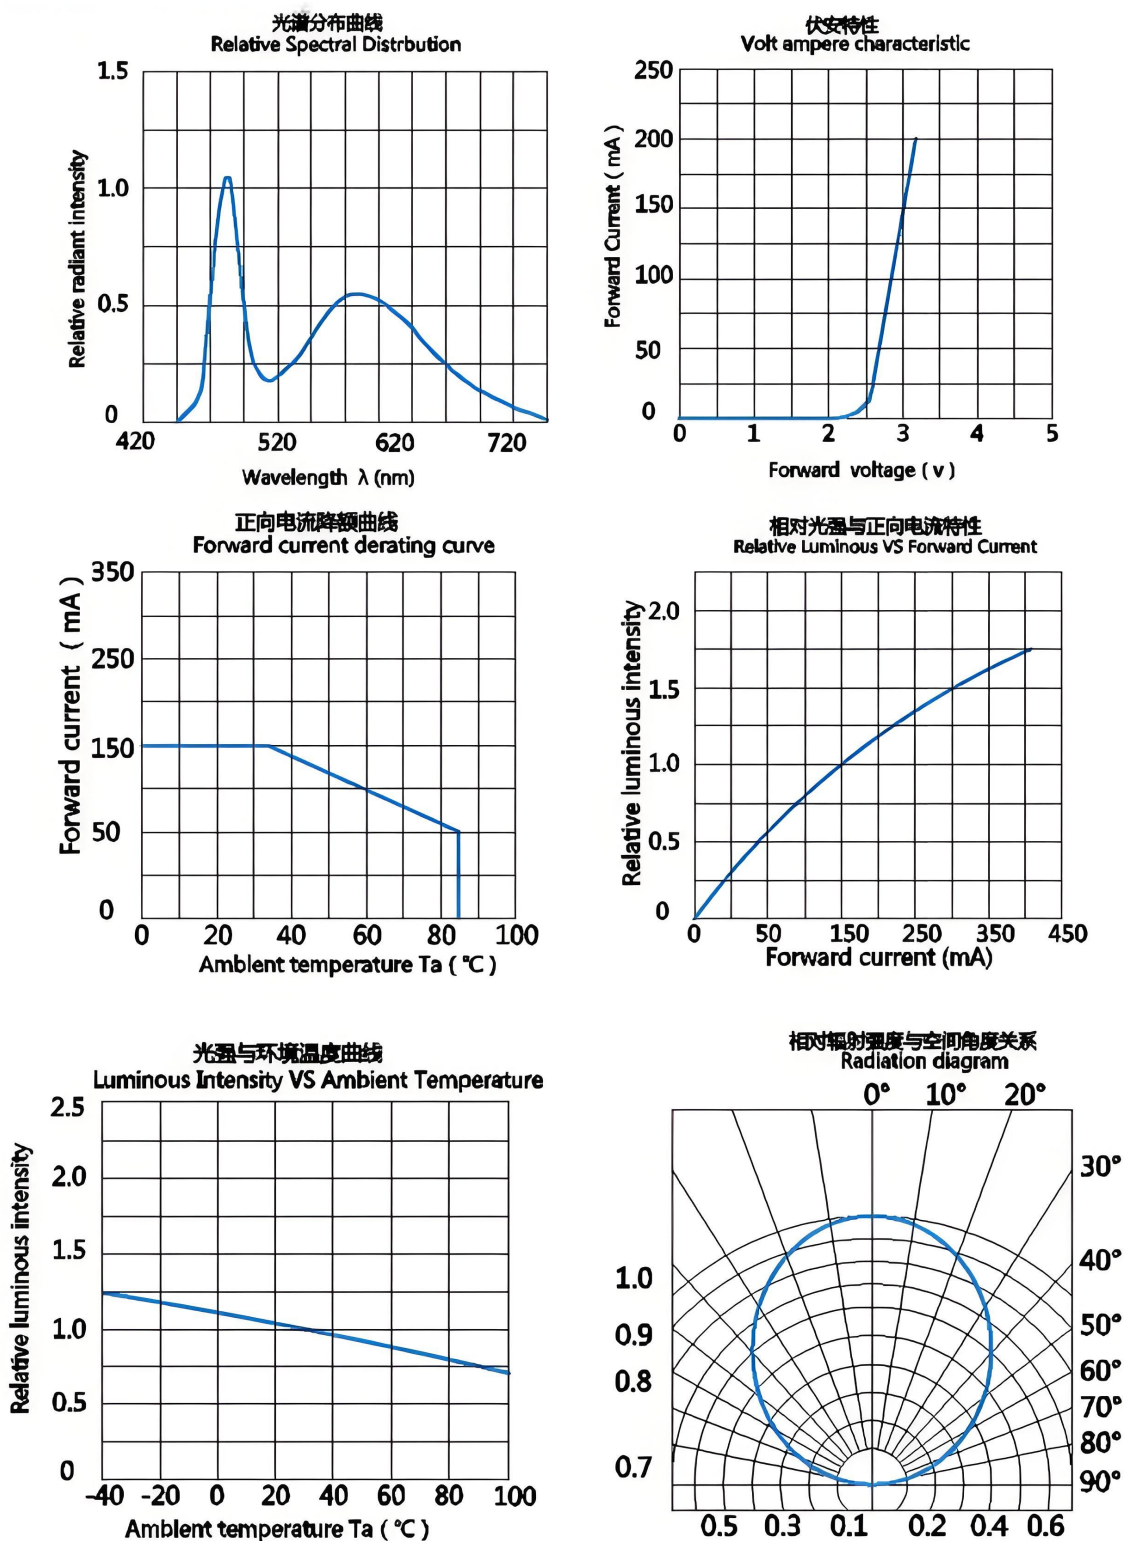 光谱分布曲线
Relative Spectral Distrbution
1.5
1.0
0.5
0
Relative radiant intensity
420 520 620 720
Wavelength λ (nm)
伏安特性
Volt ampere characteristic
250
200
150
100
50
0
Forward Current ( mA )
0 1 2 3 4 5
Forward voltage ( v )
正向电流降额曲线
Forward current derating curve
350
250
150
50
0
Forward current ( mA )
0 20 40 60 80 100
Amblent temperature Ta ( ℃ )
相对光强与正向电流特性
Relative Luminous VS Forward Current
2.0
1.5
1.0
0.5
0
Relative luminous intensity
0 50 150 250 350 450
Forward current (mA)
光强与环境温度曲线
Luminous Intensity VS Ambient Temperature
2.5
2.0
1.5
1.0
0.5
0
Relative luminous intensity
-40 -20 0 20 40 60 80 100
Amblent temperature Ta ( ℃ )
相对辐射强度与空间角度关系
Radiation diagram
0° 10° 20°
30°
40°
50°
60°
70°
80°
90°
1.0
0.9
0.8
0.7
0.5 0.3 0.1 0.2 0.4 0.6